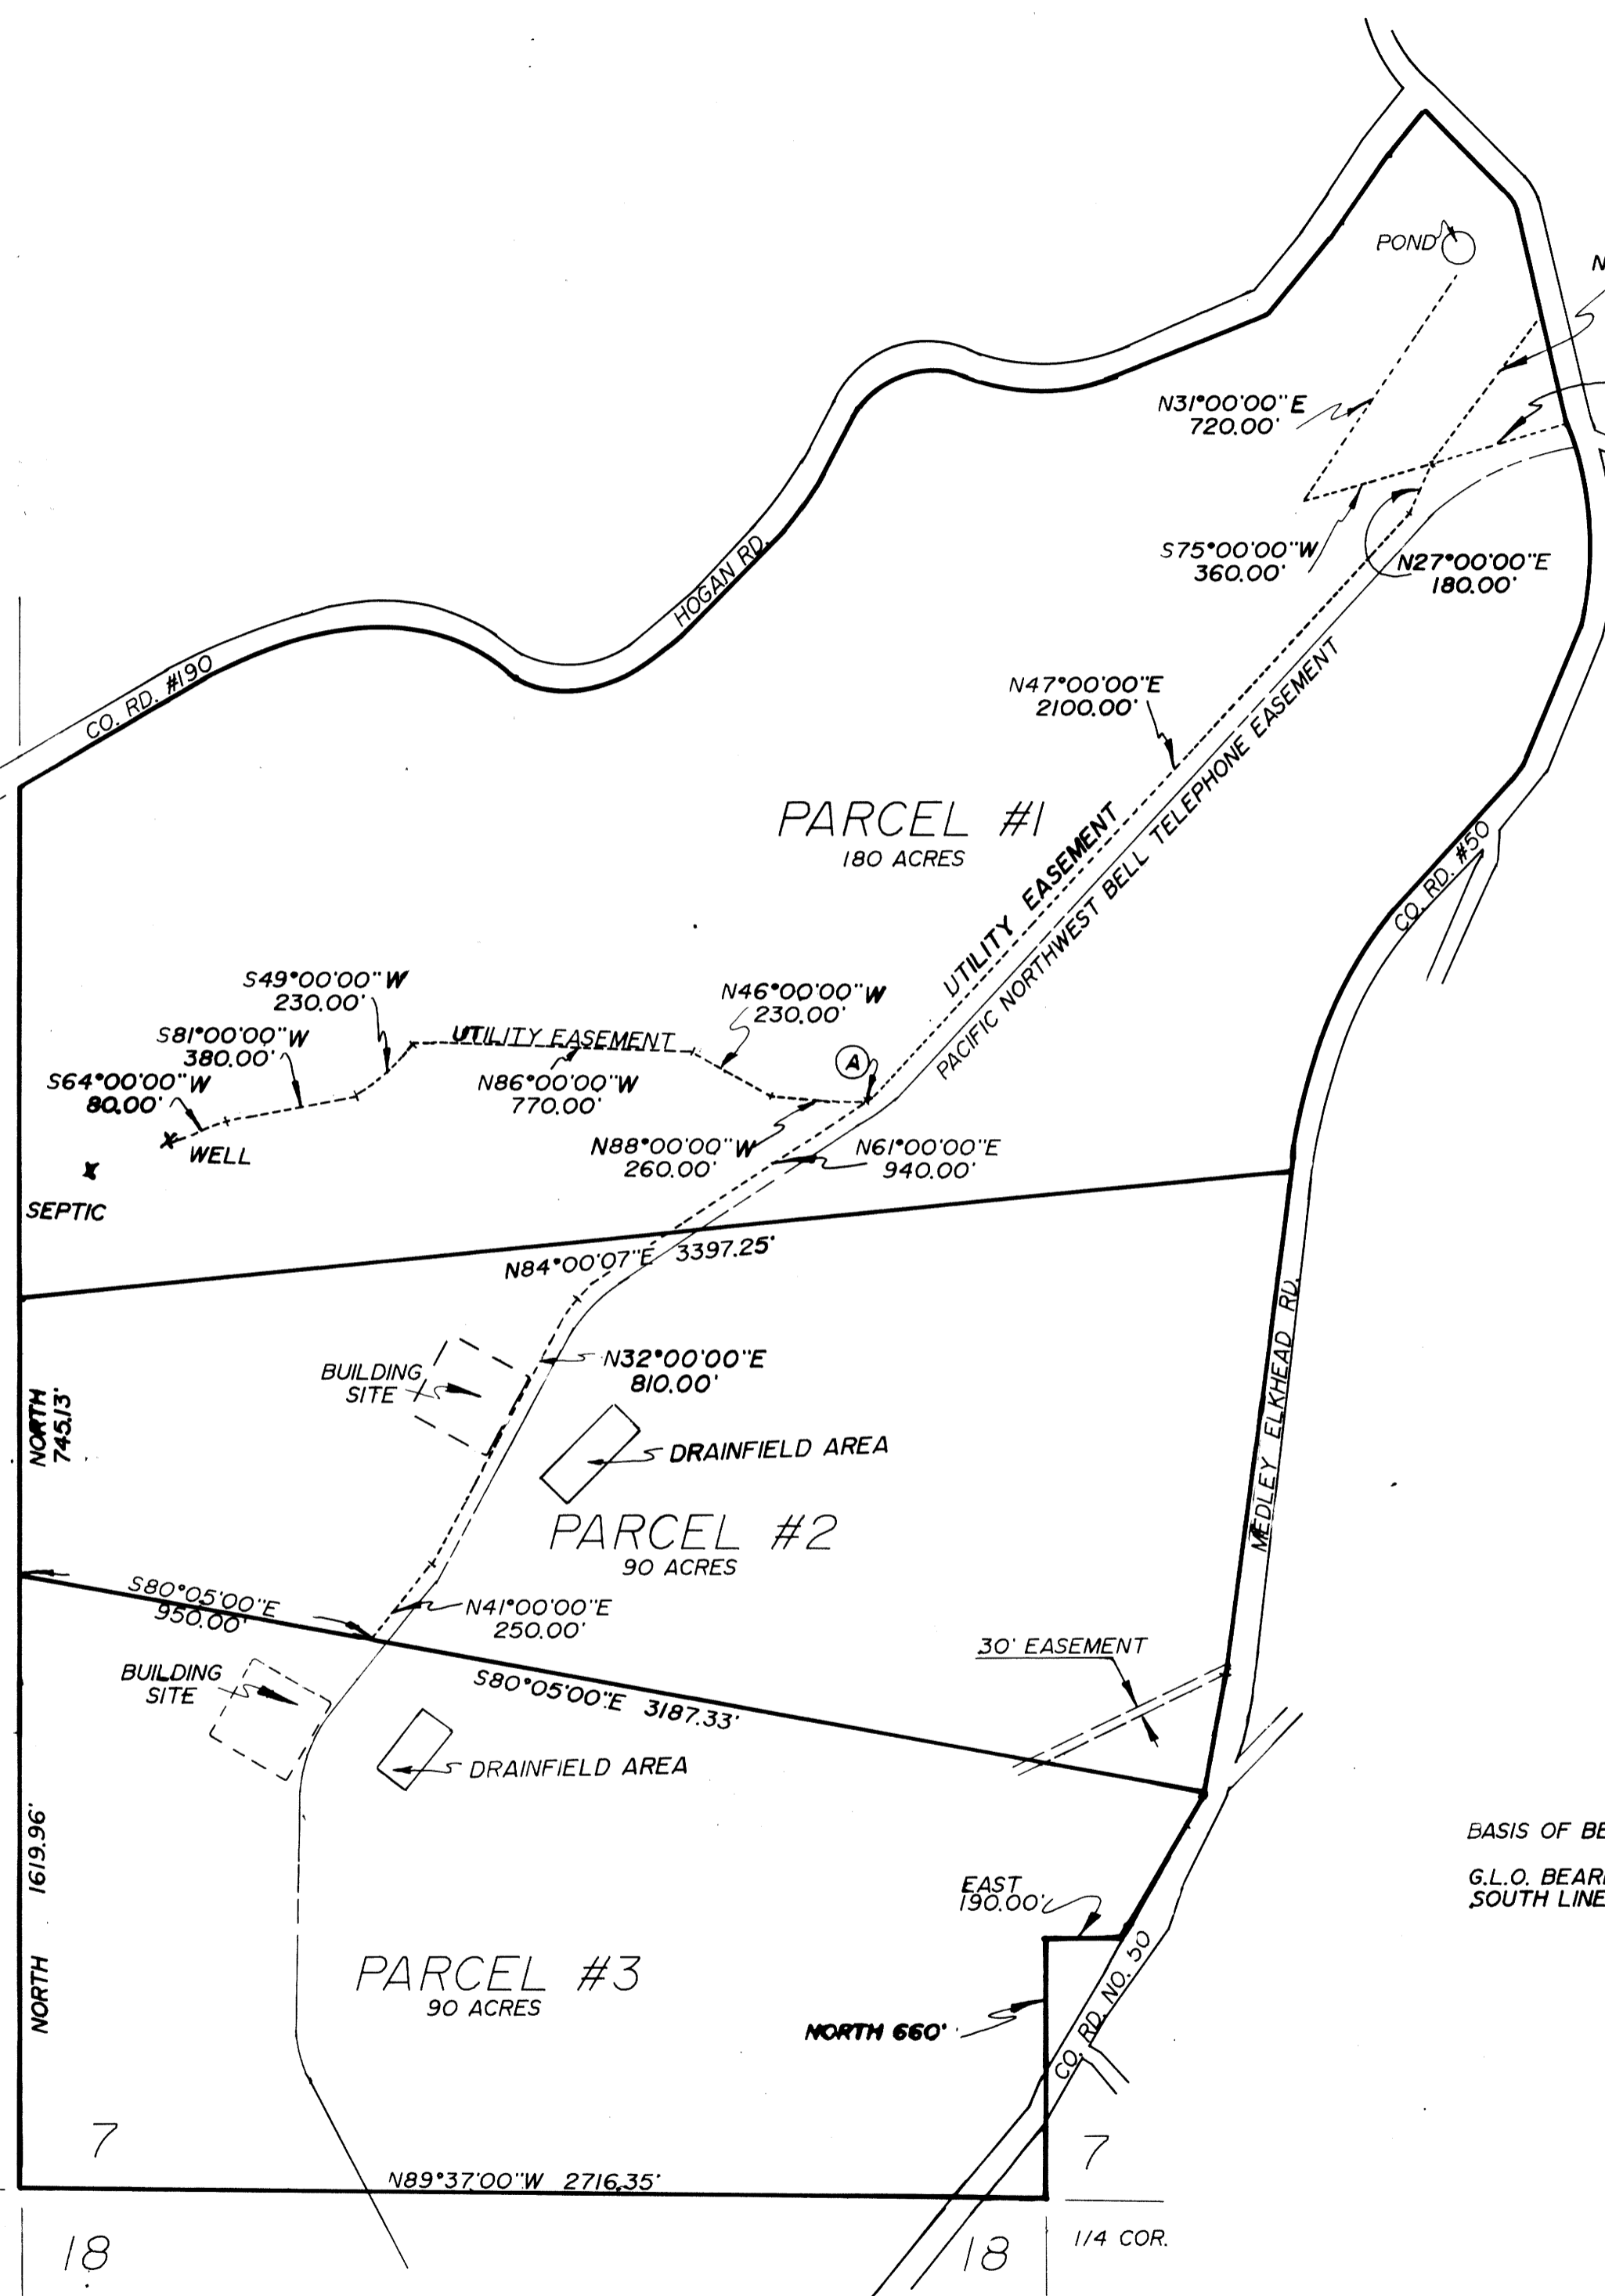 POND
N
N31°00'00"E
720.00'
S75°00'00"W
360.00'
N27°00'00"E
180.00'
HOGAN RD.
CO. RD. #190
N47°00'00"E
2100.00'
PARCEL #1
180 ACRES
UTILITY EASEMENT
PACIFIC NORTHWEST BELL TELEPHONE EASEMENT
CO. RD. #50
S49°00'00"W
230.00'
S81°00'00"W
380.00'
S64°00'00"W
80.00'
WELL
SEPTIC
UTILITY EASEMENT
N86°00'00"W
770.00'
N46°00'00"W
230.00'
A
N88°00'00"W
260.00'
N61°00'00"E
940.00'
N84°00'07"E 3397.25'
BUILDING
SITE
N32°00'00"E
810.00'
DRAINFIELD AREA
NORTH
745.13'
PARCEL #2
90 ACRES
MEDLEY ELKHEAD RD.
S80°05'00"E
950.00'
N41°00'00"E
250.00'
30' EASEMENT
BUILDING
SITE
S80°05'00"E 3187.33'
DRAINFIELD AREA
NORTH 1619.96'
BASIS OF BE
G.L.O. BEARI
SOUTH LINE
EAST
190.00'
PARCEL #3
90 ACRES
NORTH 660'
CO. RD. NO. 50
7
7
N89°37'00"W 2716.35'
18
18
1/4 COR.